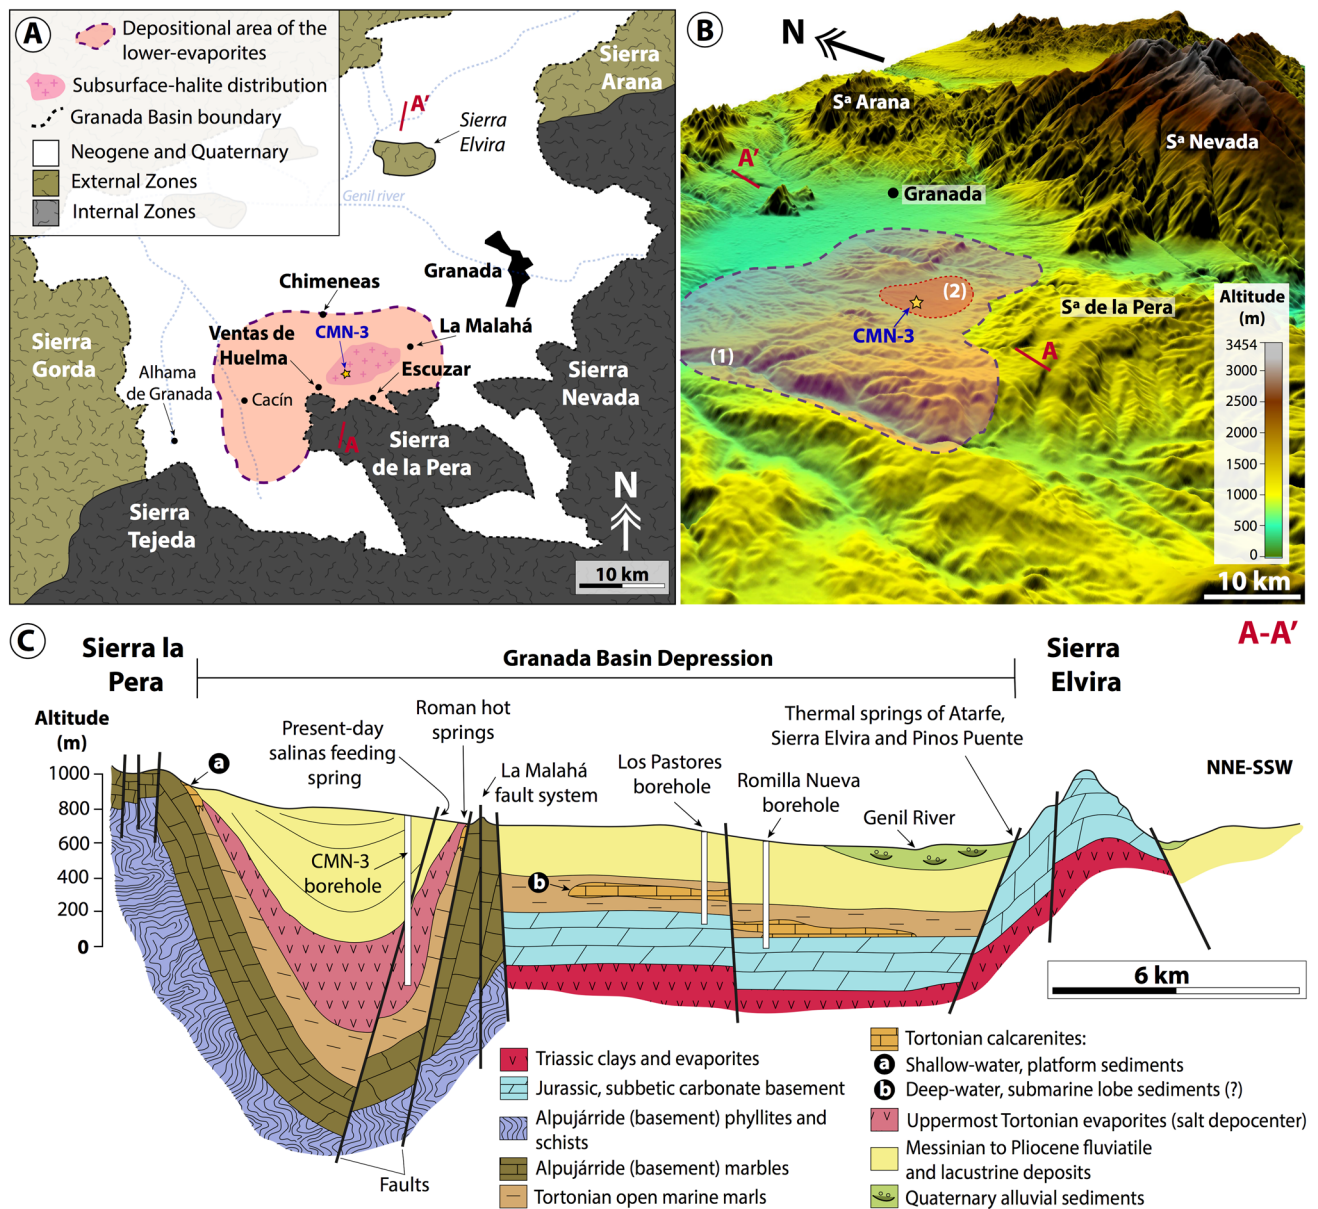 A
Depositional area of the
lower-evaporites
Subsurface-halite distribution
Granada Basin boundary
Neogene and Quaternary
External Zones
Internal Zones
Sierra
Arana
A’
Sierra
Elvira
Genil river
Granada
Chimeneas
Ventas de
Huelma
CMN-3
La Malahá
Escuzar
Cacín
Alhama
de Granada
Sierra
Gorda
Sierra
Nevada
A
Sierra
de la Pera
Sierra
Tejeda
N
10 km
B
N
Sª Arana
Sª Nevada
A’
Granada
(2)
CMN-3
Sª de la Pera
(1)
A
Altitude
(m)
3454
3000
2500
2000
1500
1000
500
0
10 km
C
Sierra la
Pera
Granada Basin Depression
Sierra
Elvira
A-A’
Altitude
(m)
1000
800
600
400
200
0
a
Present-day
salinas feeding
spring
Roman hot
springs
La Malahá
fault system
CMN-3
borehole
Los Pastores
borehole
Romilla Nueva
borehole
Thermal springs of Atarfe,
Sierra Elvira and Pinos Puente
Genil River
NNE-SSW
b
6 km
Faults
Triassic clays and evaporites
Jurassic, subbetic carbonate basement
Alpujárride (basement) phyllites and
schists
Alpujárride (basement) marbles
Tortonian open marine marls
Tortonian calcarenites:
a Shallow-water, platform sediments
b Deep-water, submarine lobe sediments (?)
Uppermost Tortonian evaporites (salt depocenter)
Messinian to Pliocene fluviatile
and lacustrine deposits
Quaternary alluvial sediments